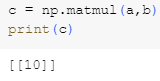 c = np.matmul(a,b)
print(c)
[[10]]